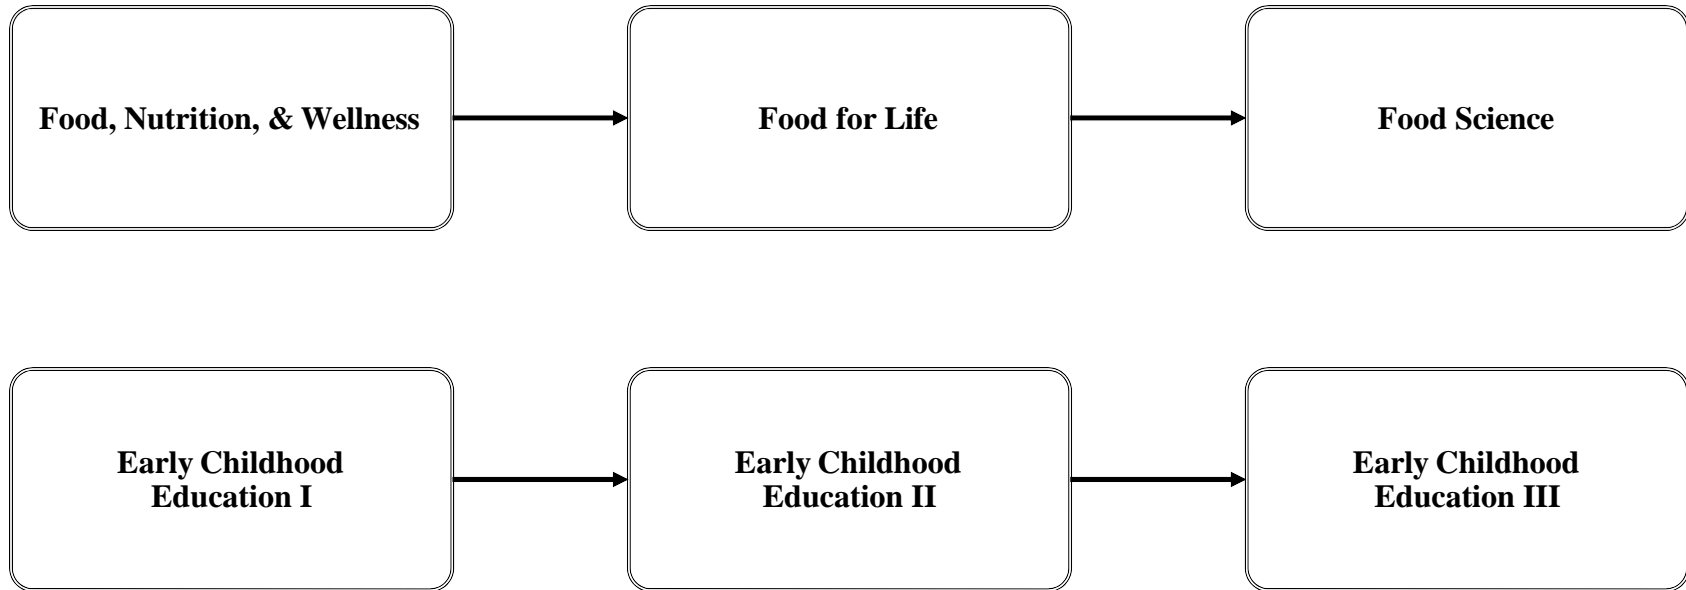 Food, Nutrition, & Wellness
Food for Life
Food Science
Early Childhood
Education I
Early Childhood
Education II
Early Childhood
Education III